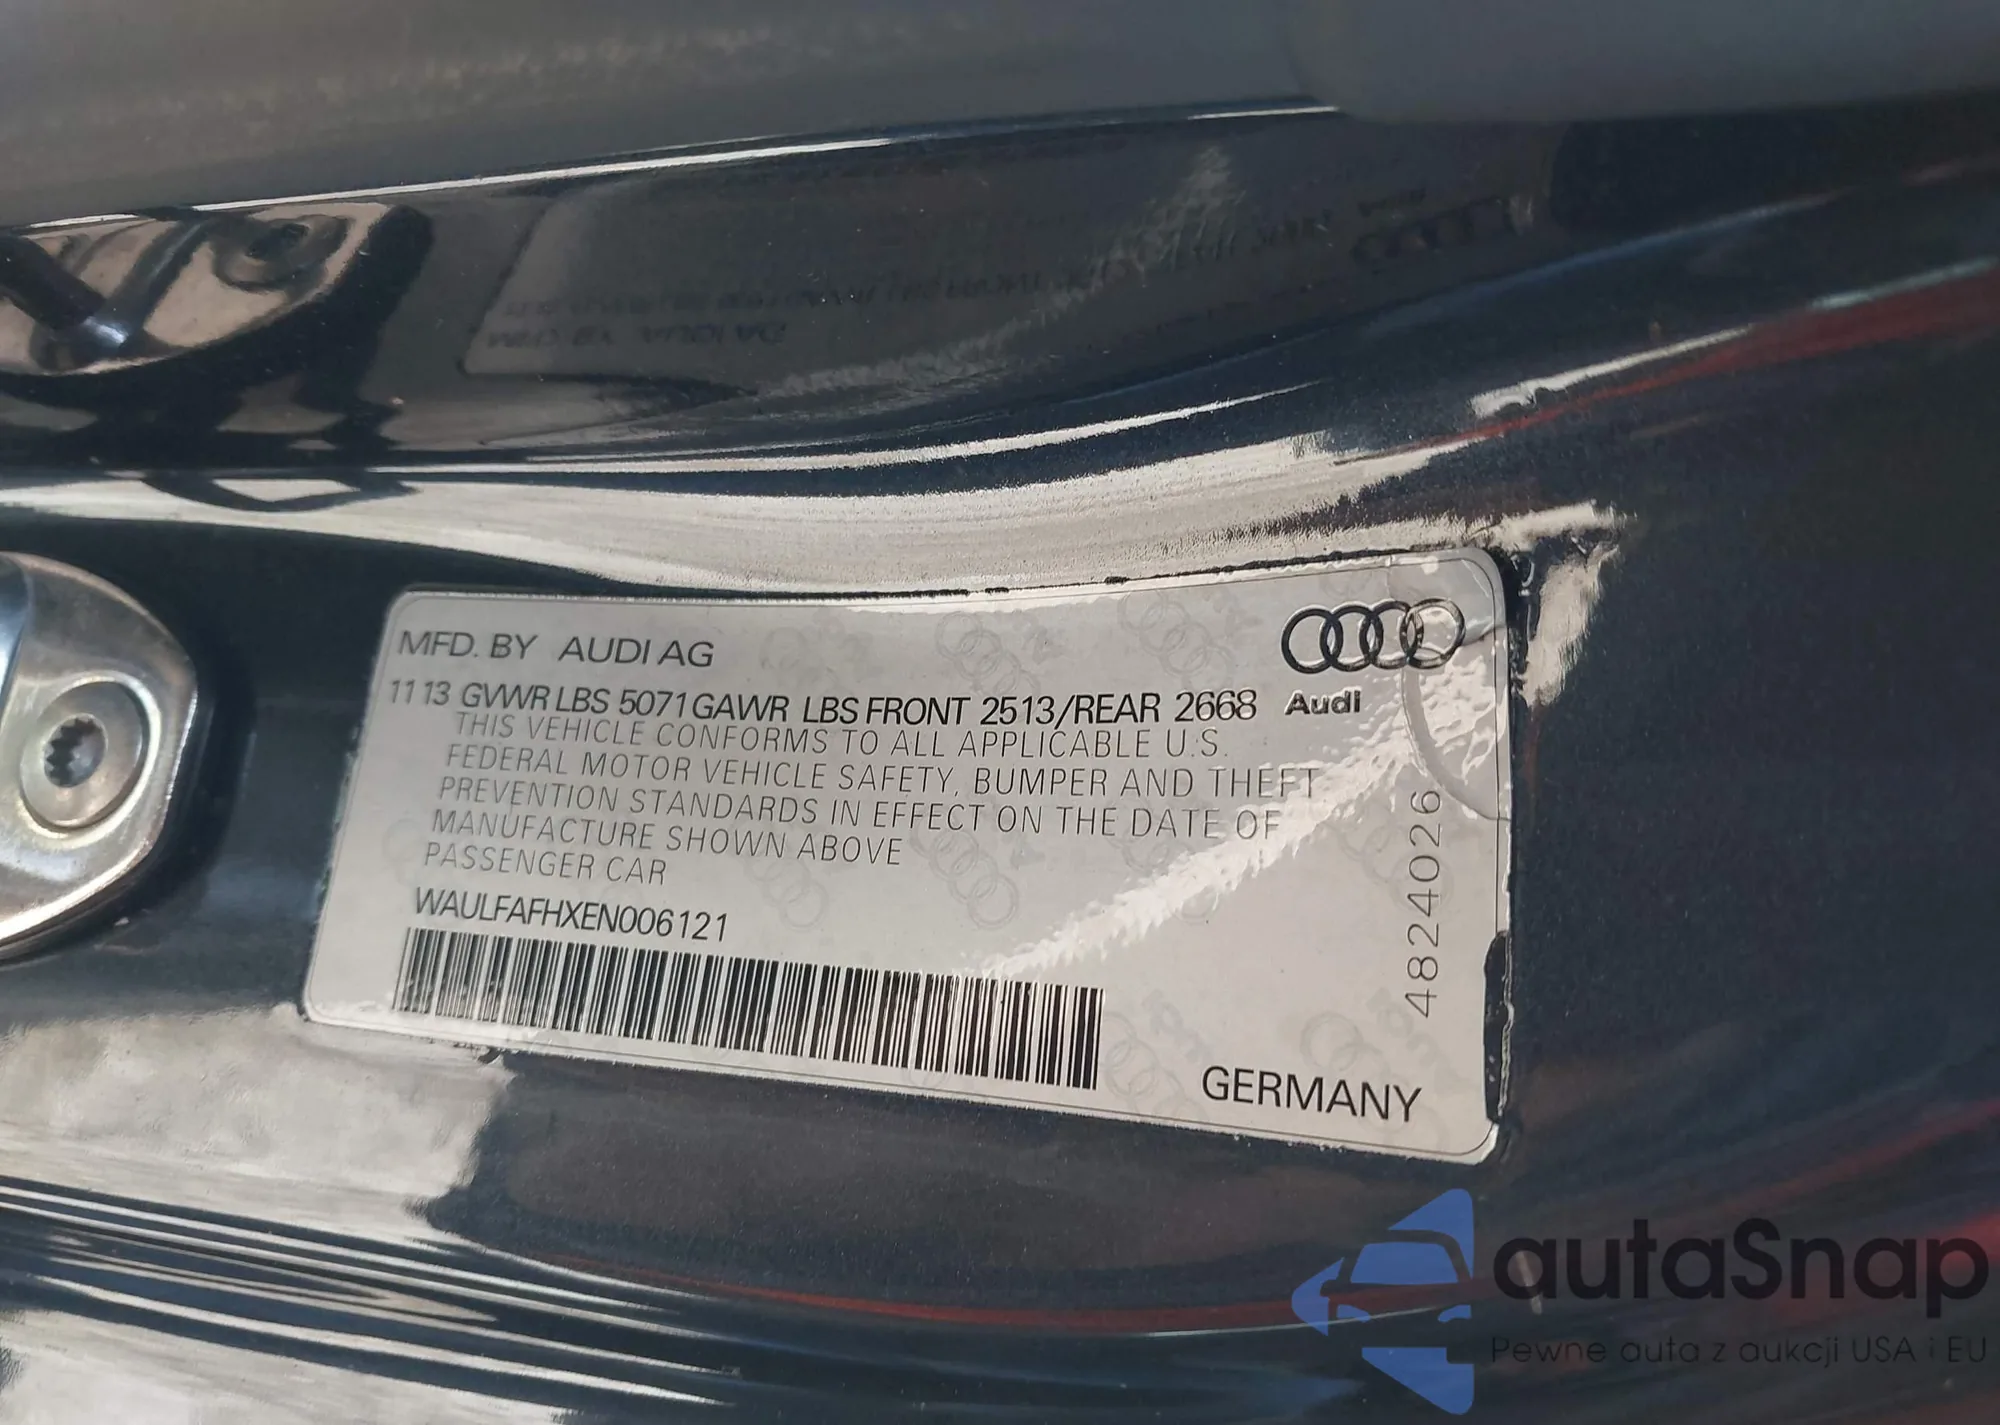 MFD. BY AUDI AG
11 13 GVWR LBS 5071 GAWR LBS FRONT 2513/REAR 2668
Audi
THIS VEHICLE CONFORMS TO ALL APPLICABLE U.S.
FEDERAL MOTOR VEHICLE SAFETY, BUMPER AND THEFT
PREVENTION STANDARDS IN EFFECT ON THE DATE OF
MANUFACTURE SHOWN ABOVE
PASSENGER CAR
WAULFAFHXEN006121
4824026
GERMANY
autaSnap
Pewne auta z aukcji USA i EU